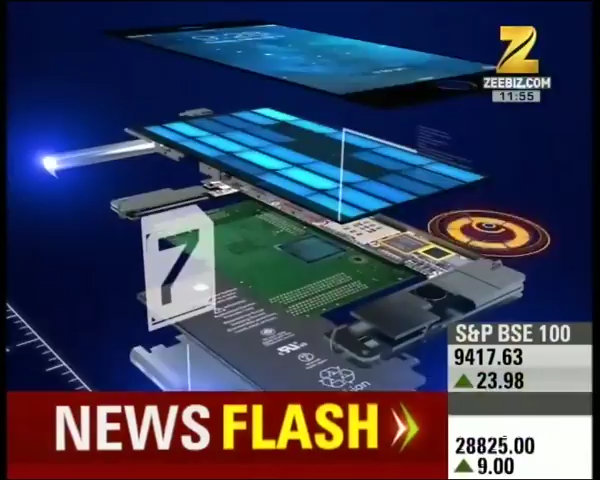 Z
ZEEBIZ.COM
11:55
7
S&P BSE 100
9417.63
23.98
NEWS FLASH
28825.00
9.00